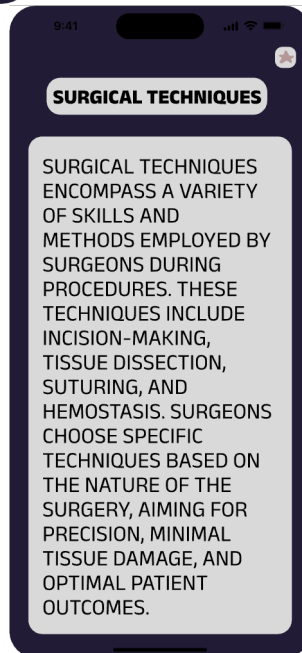 9:41
SURGICAL TECHNIQUES
SURGICAL TECHNIQUES
ENCOMPASS A VARIETY
OF SKILLS AND
METHODS EMPLOYED BY
SURGEONS DURING
PROCEDURES. THESE
TECHNIQUES INCLUDE
INCISION-MAKING,
TISSUE DISSECTION,
SUTURING, AND
HEMOSTASIS. SURGEONS
CHOOSE SPECIFIC
TECHNIQUES BASED ON
THE NATURE OF THE
SURGERY, AIMING FOR
PRECISION, MINIMAL
TISSUE DAMAGE, AND
OPTIMAL PATIENT
OUTCOMES.